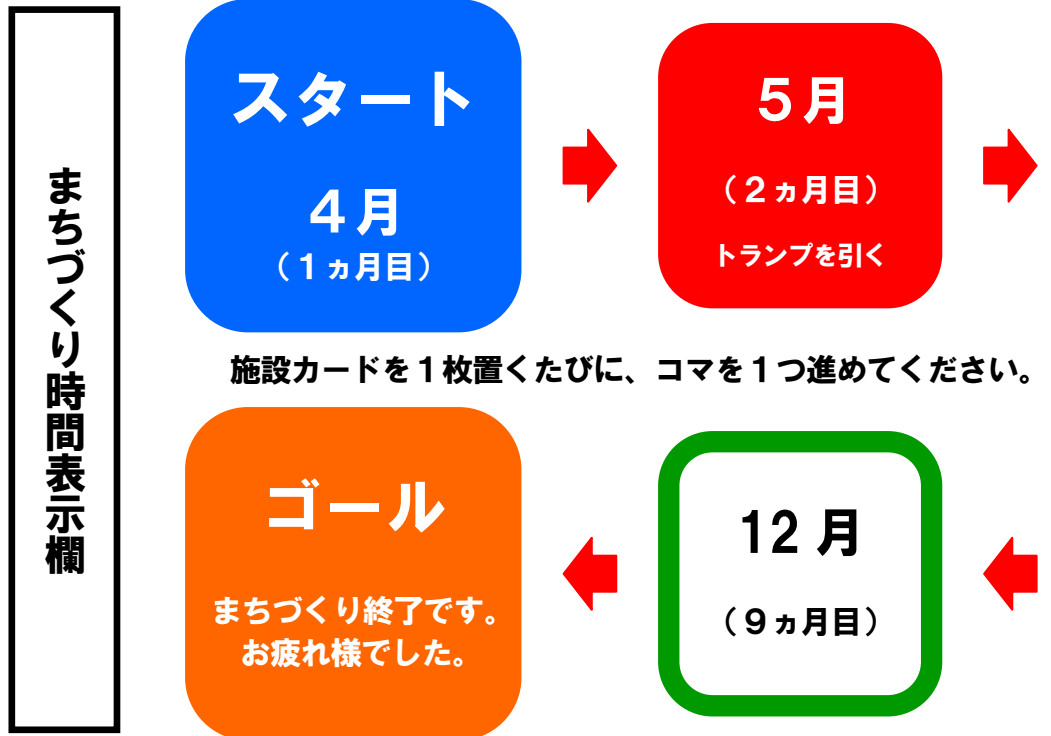 まちづくり時間表示欄
スタート
4月
(1ヵ月目)
5月
(2ヵ月目)
トランプを引く
施設カードを1枚置くたびに、コマを1つ進めてください。
ゴール
まちづくり終了です。
お疲れ様でした。
12月
(9ヵ月目)